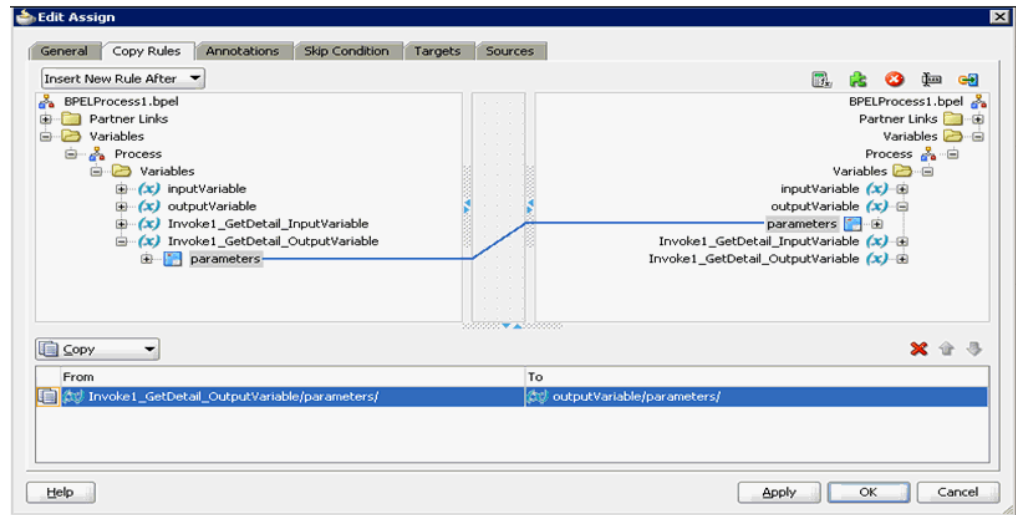 Edit Assign
General Copy Rules Annotations Skip Condition Targets Sources
Insert New Rule After
BPELProcess1.bpel
Partner Links
Variables
Process
Variables
inputVariable
outputVariable
Invoke1_GetDetail_InputVariable
Invoke1_GetDetail_OutputVariable
parameters
BPELProcess1.bpel
Partner Links
Variables
Process
Variables
inputVariable
outputVariable
parameters
Invoke1_GetDetail_InputVariable
Invoke1_GetDetail_OutputVariable
Copy
From To
Invoke1_GetDetail_OutputVariable/parameters/ outputVariable/parameters/
Help Apply OK Cancel